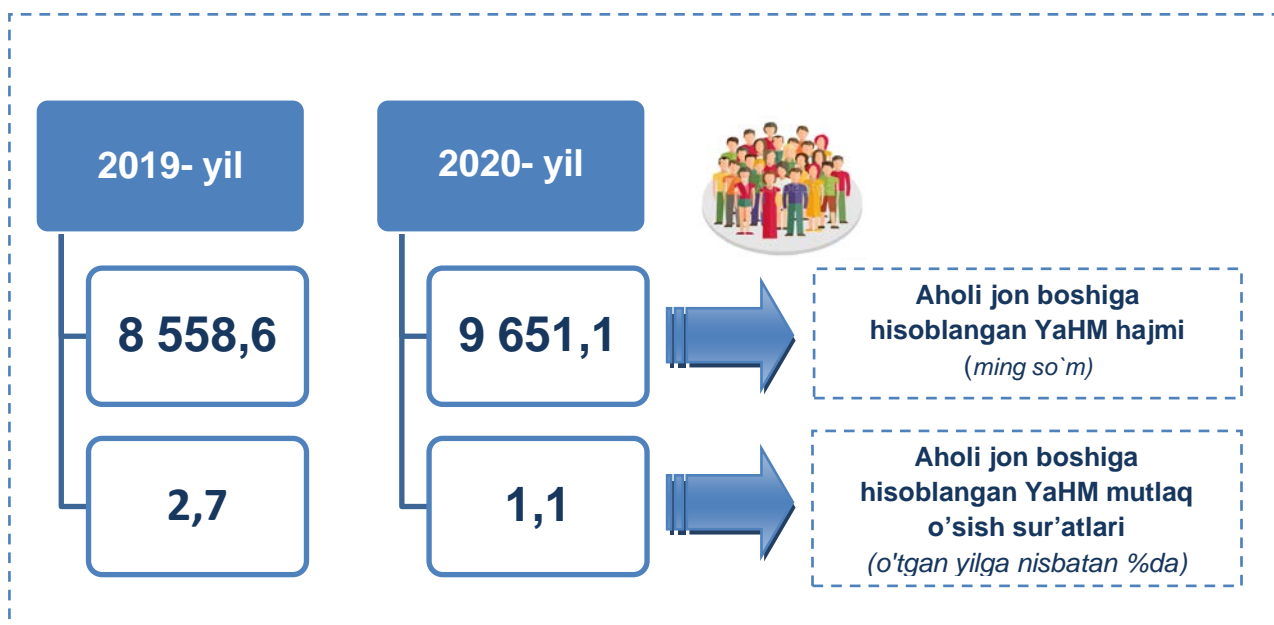 2019- yil
2020- yil
8 558,6
9 651,1
Aholi jon boshiga
hisoblangan YaHM hajmi
(ming so`m)
2,7
1,1
Aholi jon boshiga
hisoblangan YaHM mutlaq
o’sish sur’atlari
(o'tgan yilga nisbatan %da)